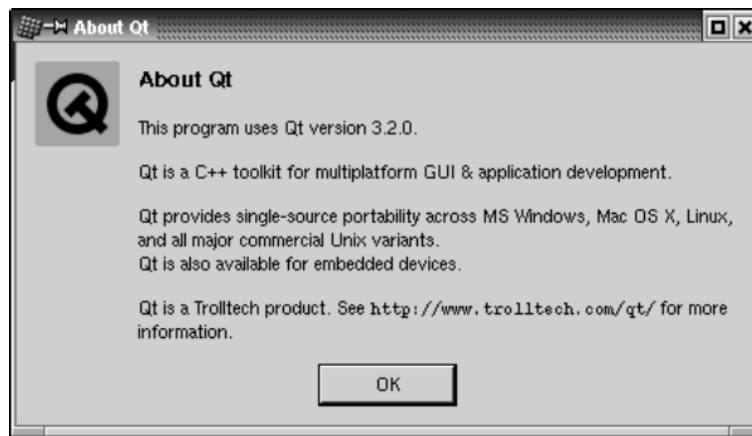 About Qt
About Qt
This program uses Qt version 3.2.0.
Qt is a C++ toolkit for multiplatform GUI & application development.
Qt provides single-source portability across MS Windows, Mac OS X, Linux,
and all major commercial Unix variants.
Qt is also available for embedded devices.
Qt is a Trolltech product. See http://www.trolltech.com/qt/ for more
information.
OK